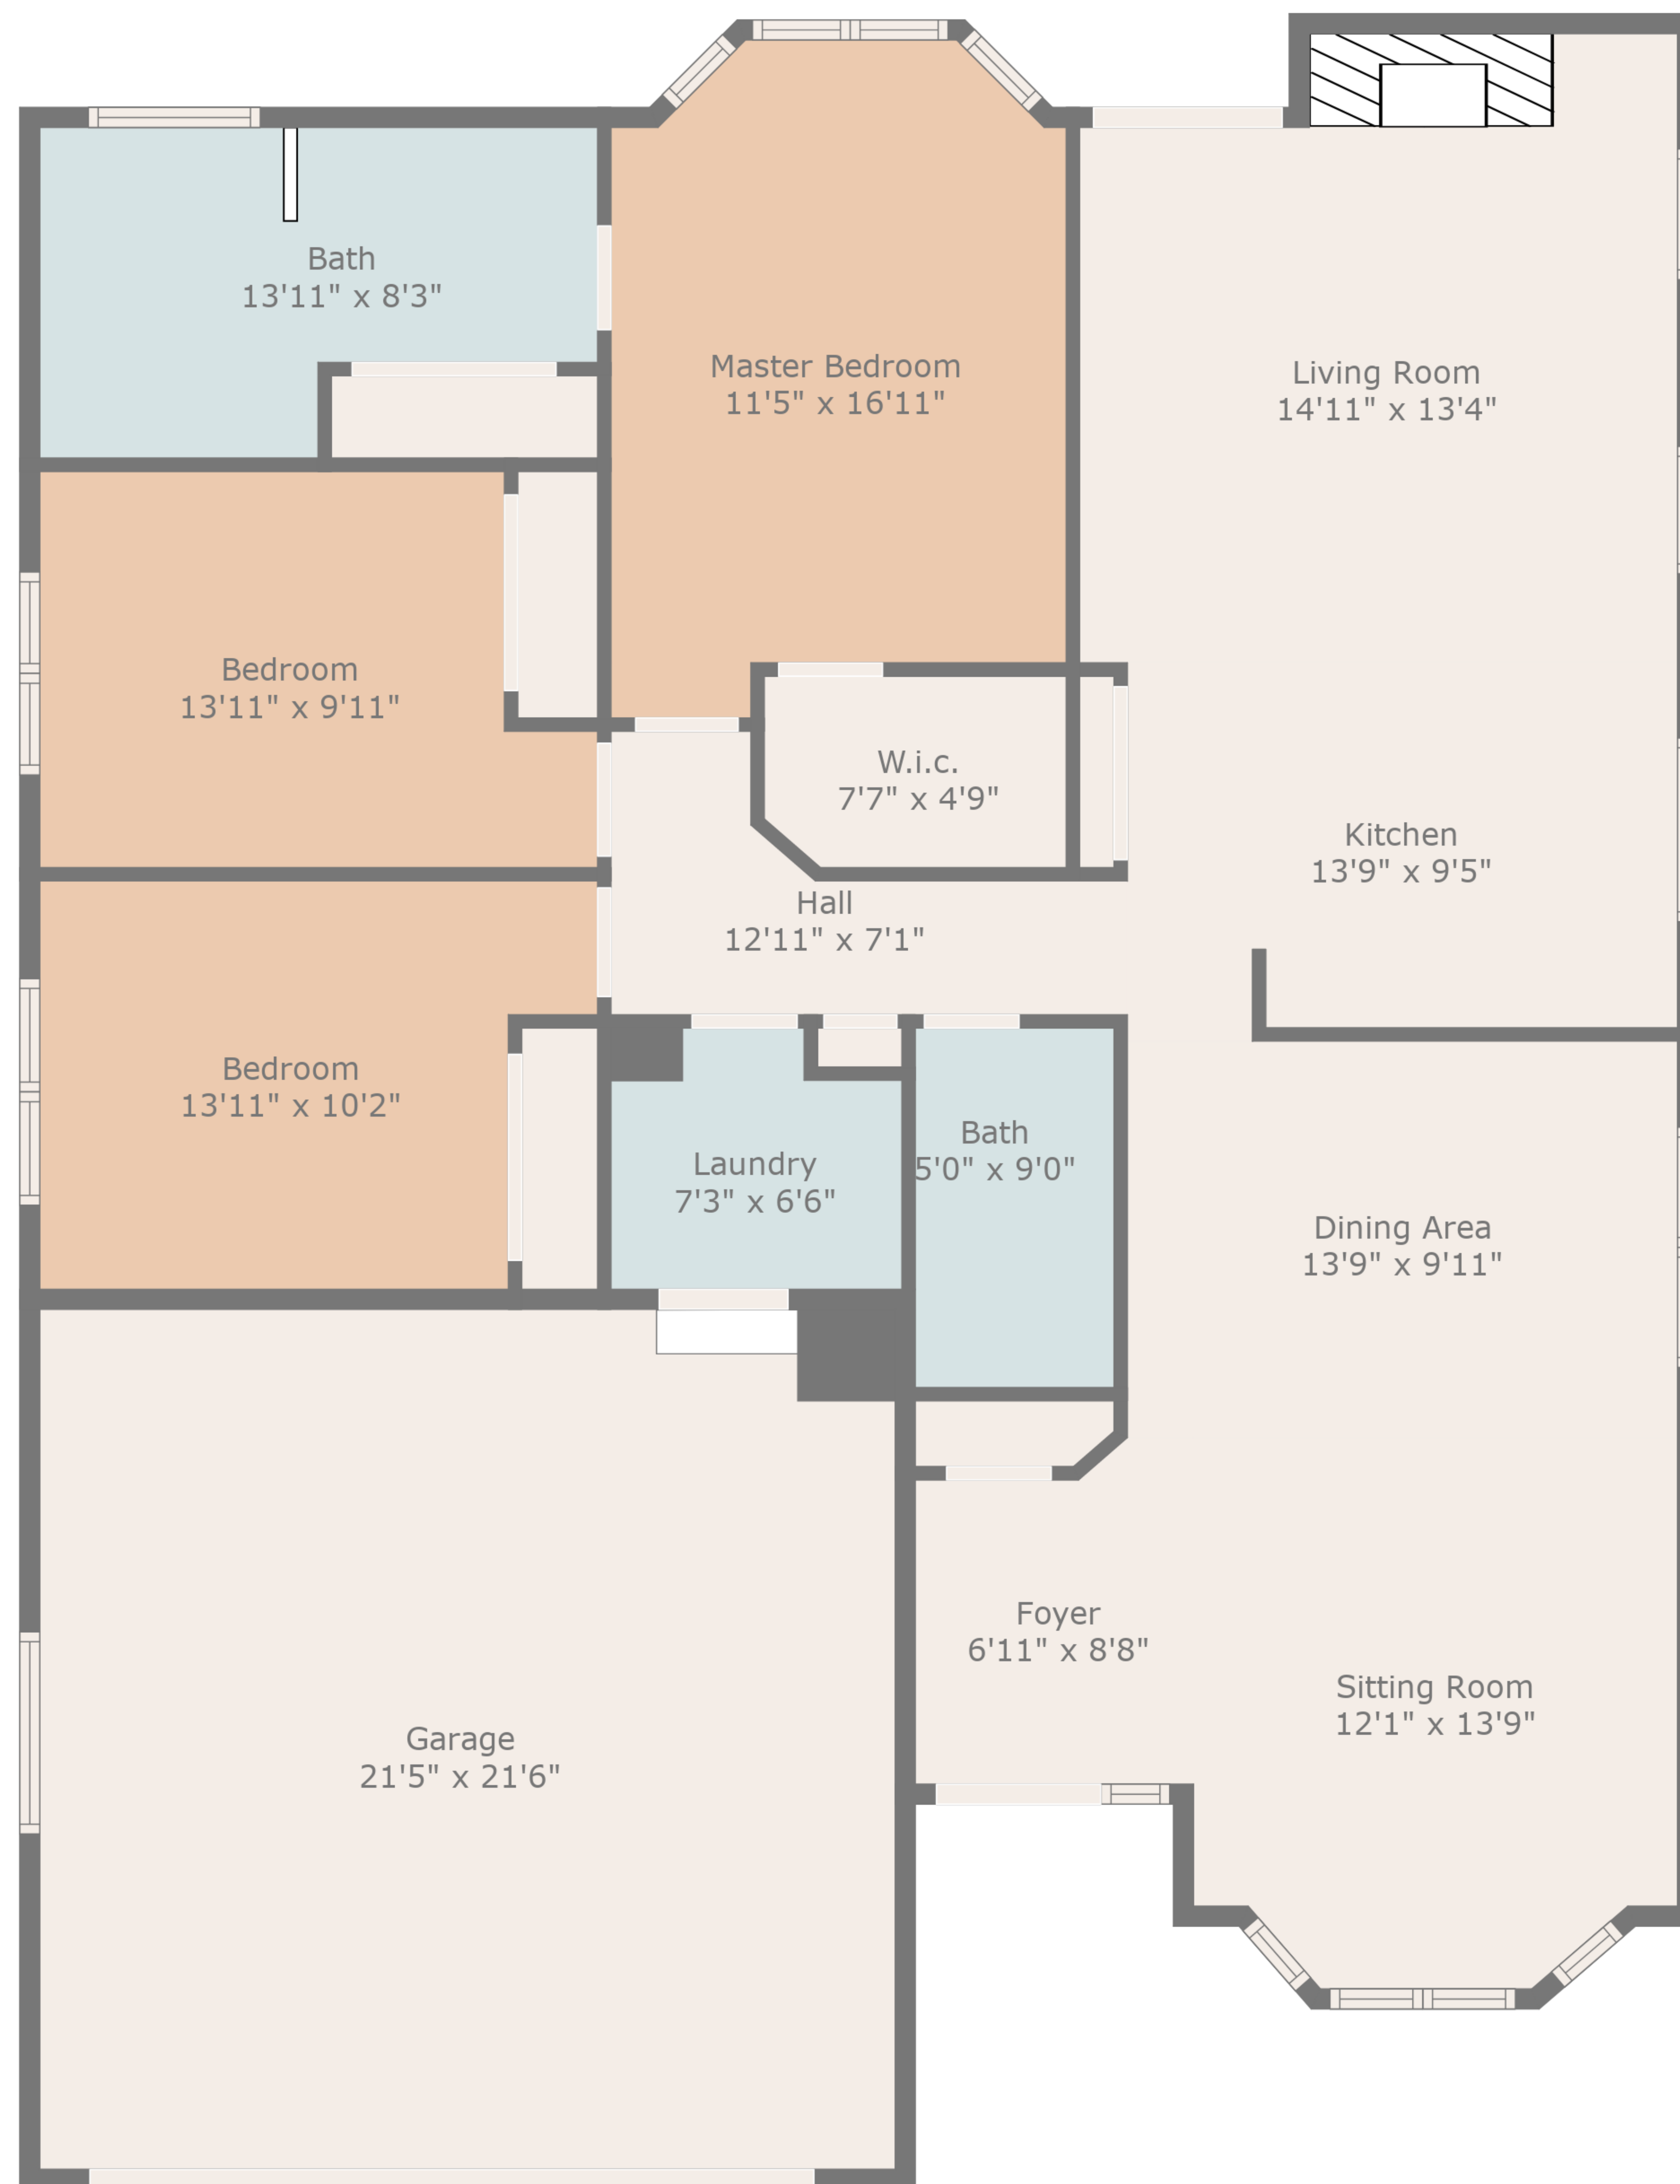 Bath
13'11" x 8'3"
Master Bedroom
11'5" x 16'11"
Living Room
14'11" x 13'4"
Bedroom
13'11" x 9'11"
W.i.c.
7'7" x 4'9"
Kitchen
13'9" x 9'5"
Hall
12'11" x 7'1"
Bedroom
13'11" x 10'2"
Bath
5'0" x 9'0"
Laundry
7'3" x 6'6"
Dining Area
13'9" x 9'11"
Foyer
6'11" x 8'8"
Sitting Room
12'1" x 13'9"
Garage
21'5" x 21'6"